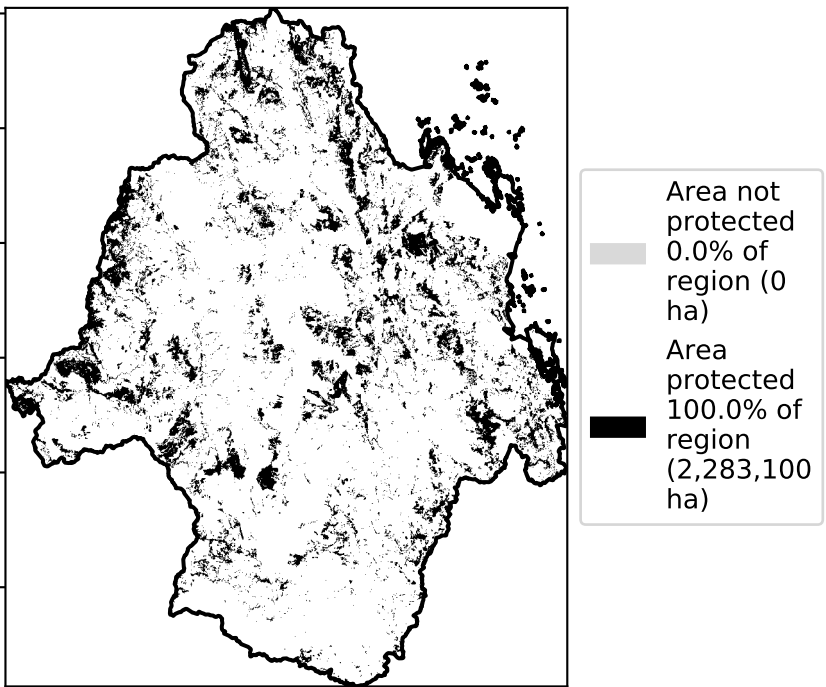 Area not
protected
0.0% of
region (0
ha)
Area
protected
100.0% of
region
(2,283,100
ha)